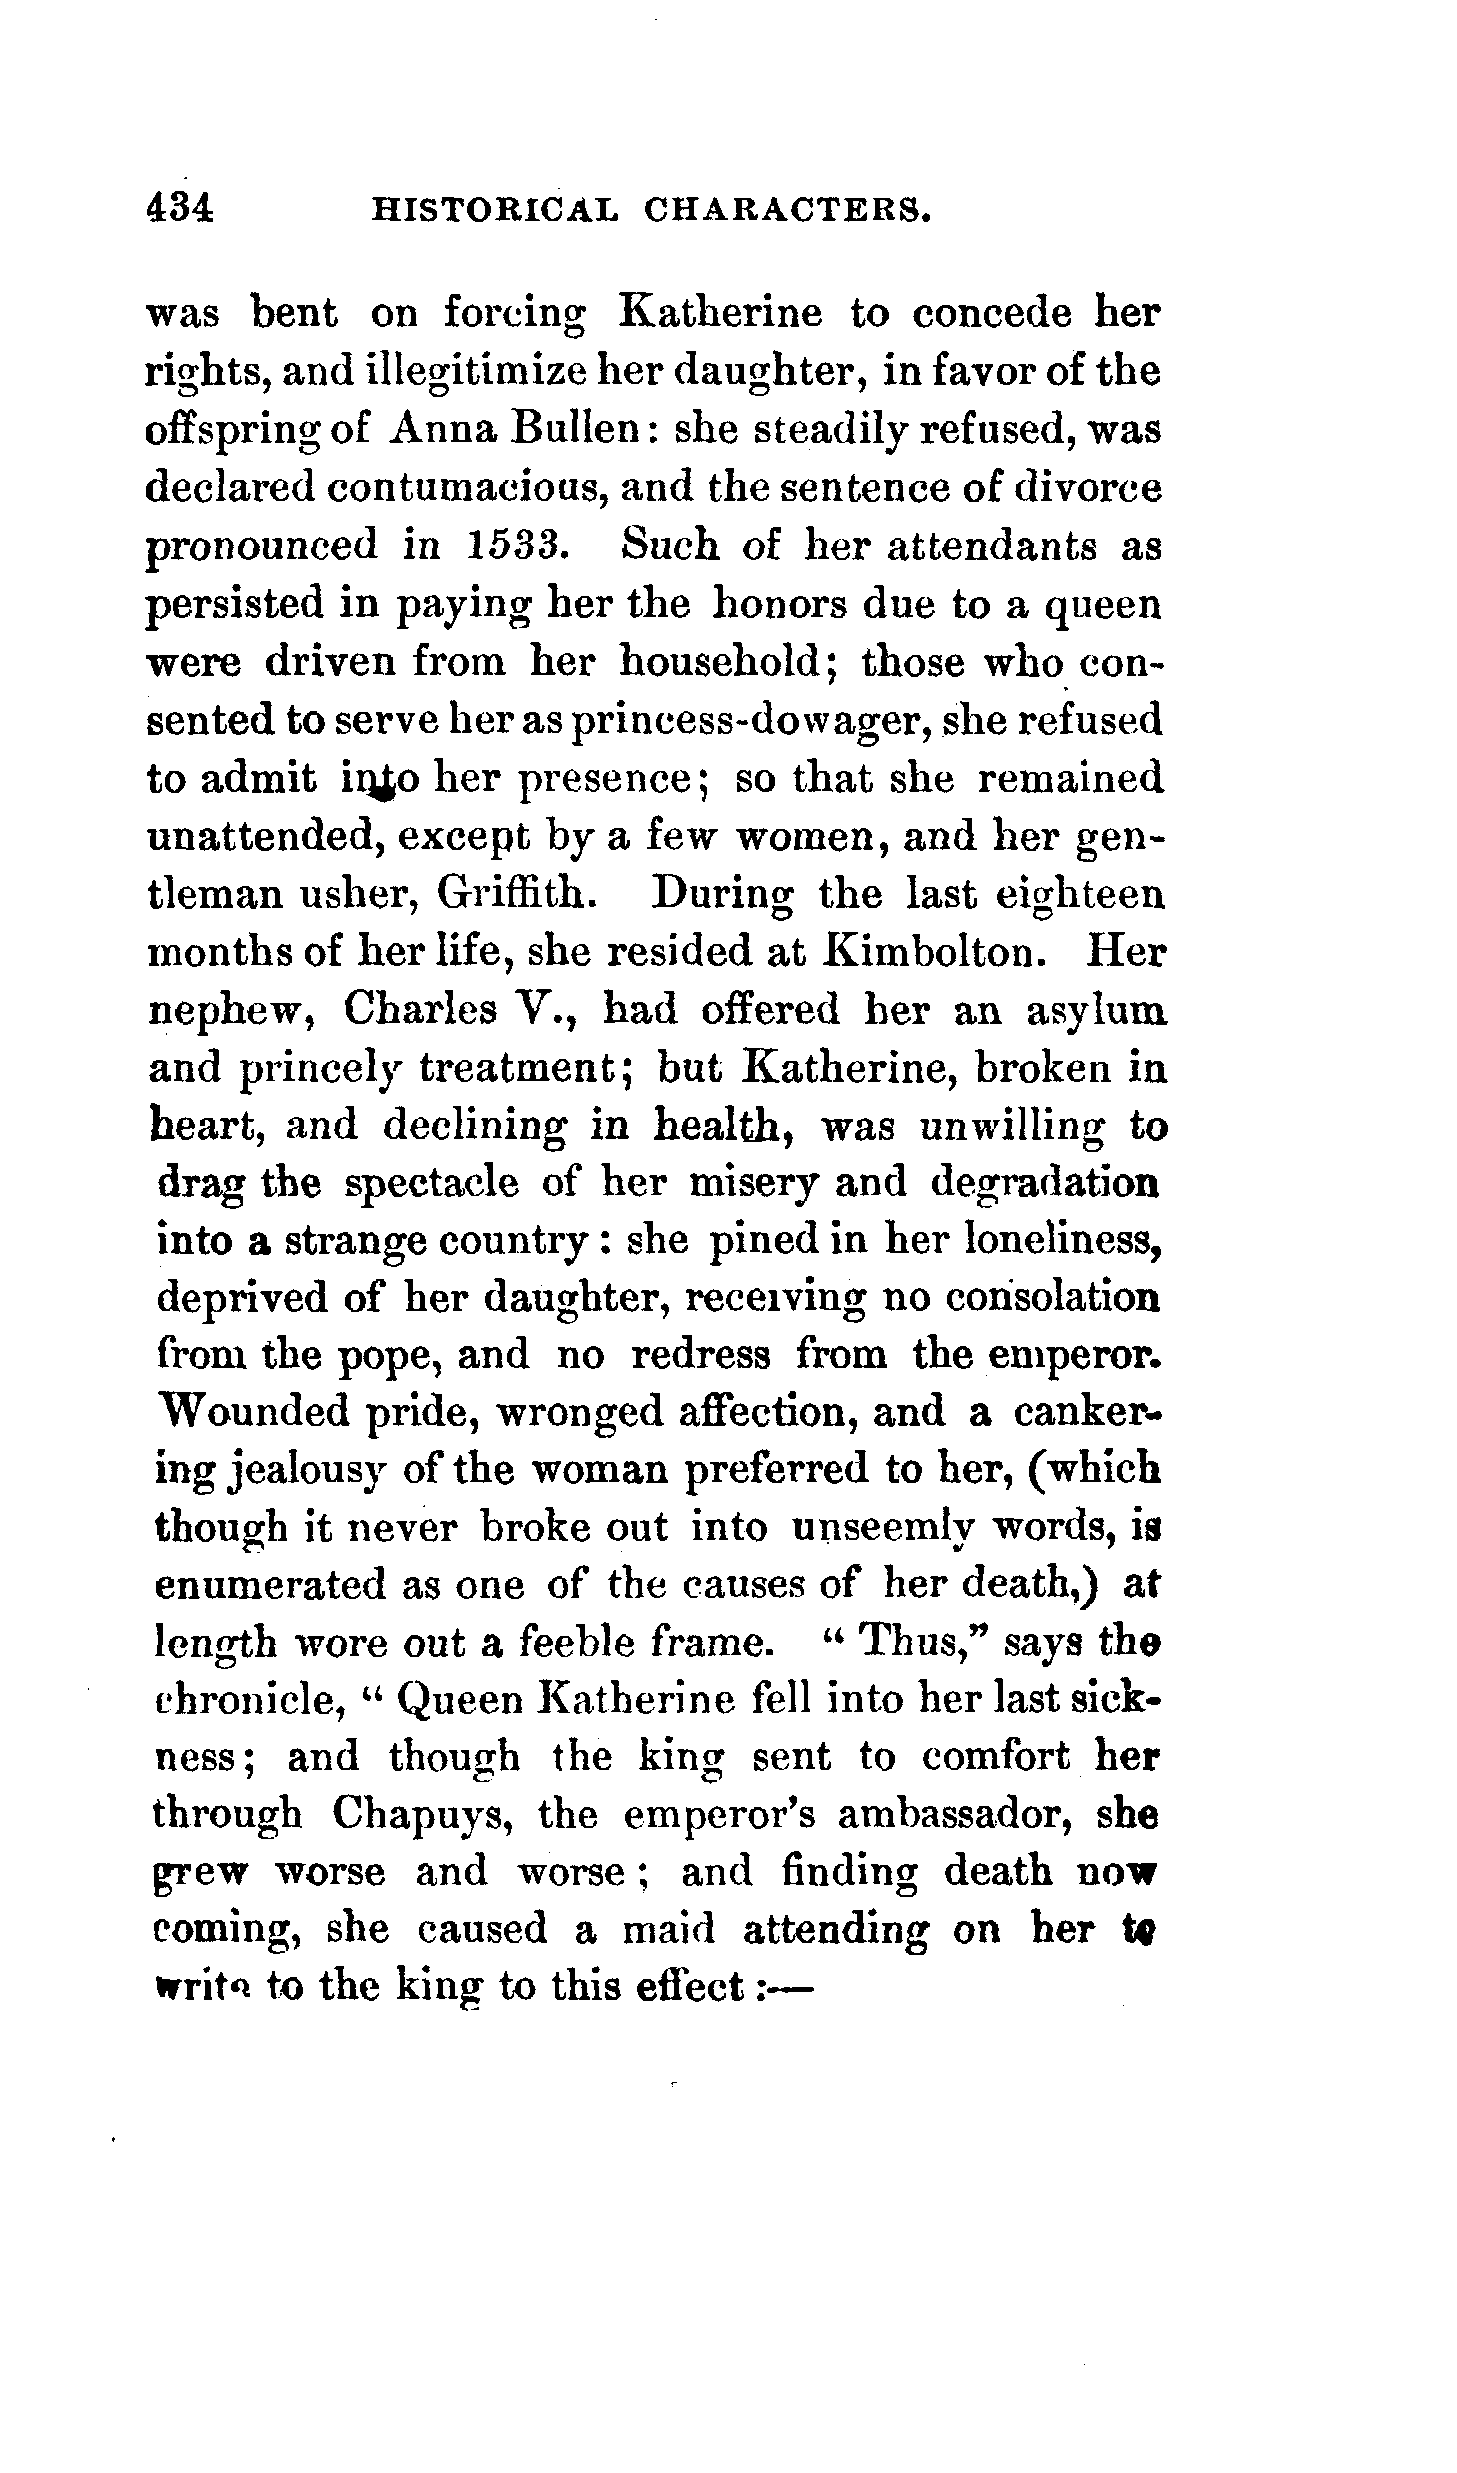 434 HISTORICAL CHARACTERS.
was bent on forcing Katherine to concede her
rights, and illegitimize her daughter, in favor of the
offspring of Anna Bullen: she steadily refused, was
declared contumacious, and the sentence of divorce
pronounced in 1533. Such of her attendants as
persisted in paying her the honors due to a queen
were driven from her household; those who con-
sented to serve her as princess-dowager, she refused
to admit into her presence; so that she remained
unattended, except by a few women, and her gen-
tleman usher, Griffith. During the last eighteen
months of her life, she resided at Kimbolton. Her
nephew, Charles V., had offered her an asylum
and princely treatment; but Katherine, broken in
heart, and declining in health, was unwilling to
drag the spectacle of her misery and degradation
into a strange country: she pined in her loneliness,
deprived of her daughter, receiving no consolation
from the pope, and no redress from the emperor.
Wounded pride, wronged affection, and a canker-
ing jealousy of the woman preferred to her, (which
though it never broke out into unseemly words, is
enumerated as one of the causes of her death,) at
length wore out a feeble frame. "Thus," says the
chronicle, "Queen Katherine fell into her last sick-
ness; and though the king sent to comfort her
through Chapuys, the emperor's ambassador, she
grew worse and worse; and finding death now
coming, she caused a maid attending on her to
write to the king to this effect:—